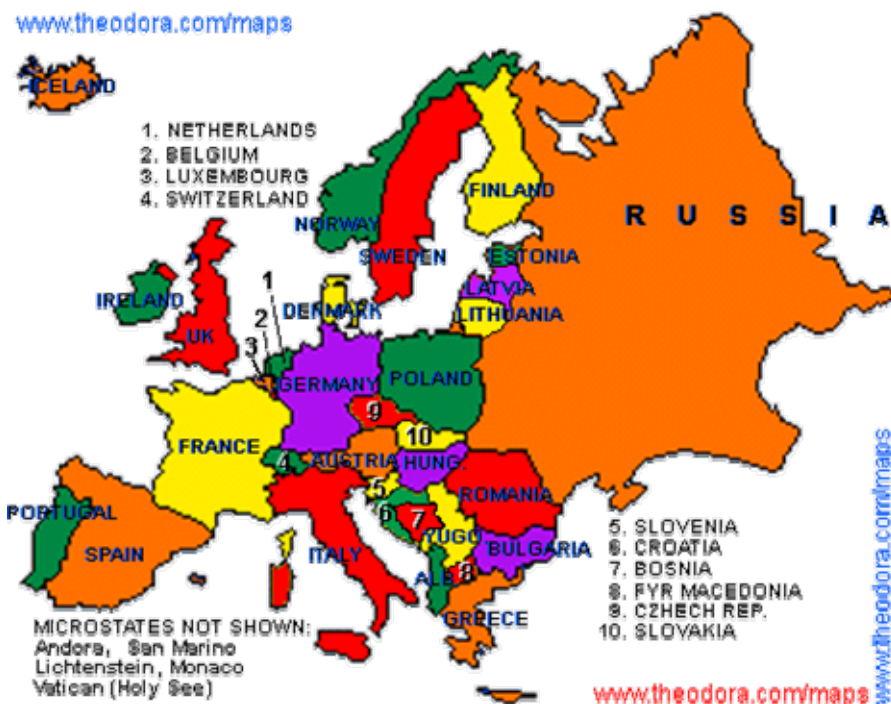 www.theodora.com/maps
ICELAND
1. NETHERLANDS
2. BELGIUM
3. LUXEMBOURG
4. SWITZERLAND
FINLAND
NORWAY
RUSSIA
SWEDEN
ESTONIA
LATVIA
LITHUANIA
IRELAND
UK
DENMARK
1
2
3
GERMANY
POLAND
9
10
FRANCE
4
AUSTRIA
HUNG.
5
ROMANIA
6
7
YUGO.
BULGARIA
PORTUGAL
SPAIN
ITALY
ALB
8
GREECE
5. SLOVENIA
6. CROATIA
7. BOSNIA
8. FYR MACEDONIA
9. CZHECH REP.
10. SLOVAKIA
MICROSTATES NOT SHOWN:
Andora, San Marino
Lichtenstein, Monaco
Vatican (Holy See)
www.theodora.com/maps
www.theodora.com/maps